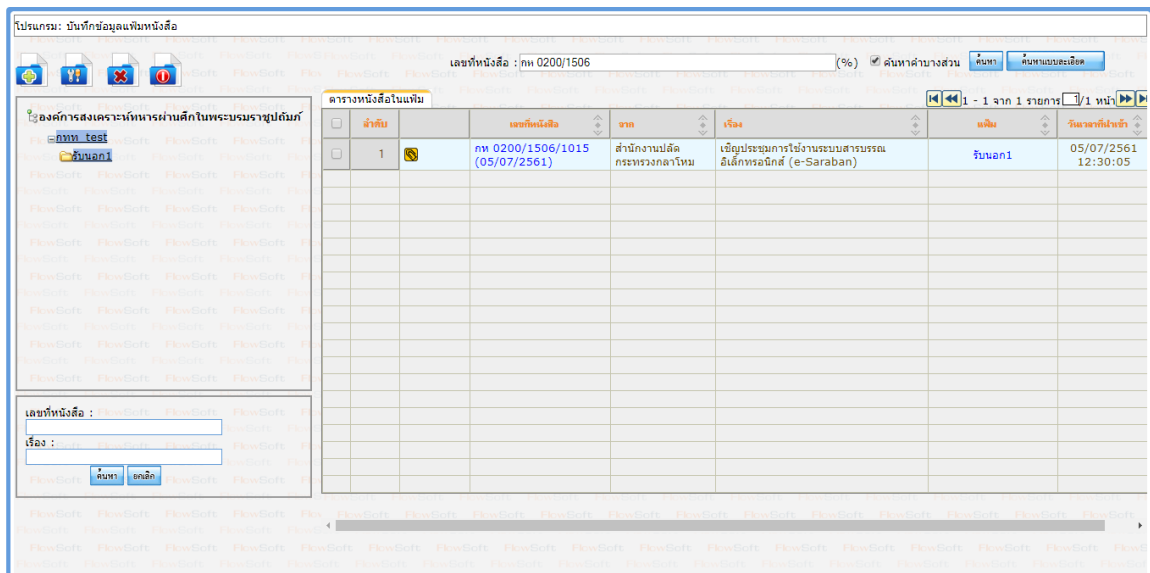 โปรแกรม: บันทึกข้อมูลแฟ้มหนังสือ
เลขที่หนังสือ : กห 0200/1506 (%) ค้นหาคำบางส่วน ค้นหา ค้นหาแบบละเอียด
ตารางหนังสือในแฟ้ม 1 - 1 จาก 1 รายการ 1/1 หน้า
องค์การสงเคราะห์ทหารผ่านศึกในพระบรมราชูปถัมภ์
กทท. test
รับนอก1
ลำดับ เลขที่หนังสือ จาก เรื่อง แฟ้ม วันเวลาที่นำเข้า
1 กห 0200/1506/1015 สำนักงานปลัด เชิญประชุมการใช้งานระบบสารบรรณ รับนอก1 05/07/2561
(05/07/2561) กระทรวงกลาโหม อิเล็กทรอนิกส์ (e-Saraban) 12:30:05
เลขที่หนังสือ :
เรื่อง :
ค้นหา ยกเลิก
FlowSoft